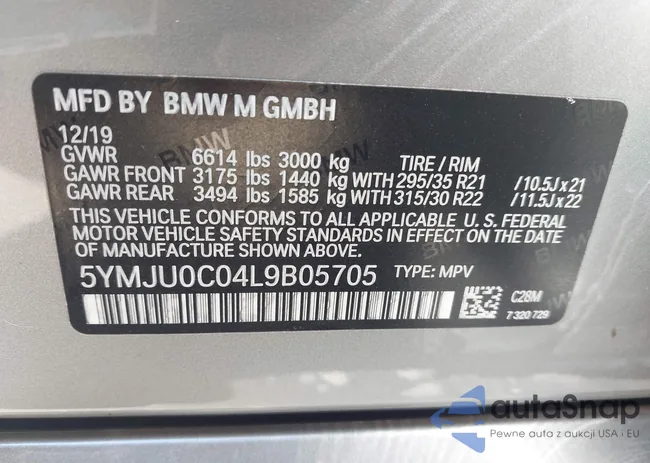 MFD BY BMW M GMBH
12/19
GVWR 6614 lbs 3000 kg TIRE / RIM
GAWR FRONT 3175 lbs 1440 kg WITH 295/35 R21 /10.5J x 21
GAWR REAR 3494 lbs 1585 kg WITH 315/30 R22 /11.5J x 22
THIS VEHICLE CONFORMS TO ALL APPLICABLE U. S. FEDERAL
MOTOR VEHICLE SAFETY STANDARDS IN EFFECT ON THE DATE
OF MANUFACTURE SHOWN ABOVE.
5YMJU0C04L9B05705 TYPE: MPV
C28M
7 320 729
autoSnap
Pewne auta z aukcji USA i EU